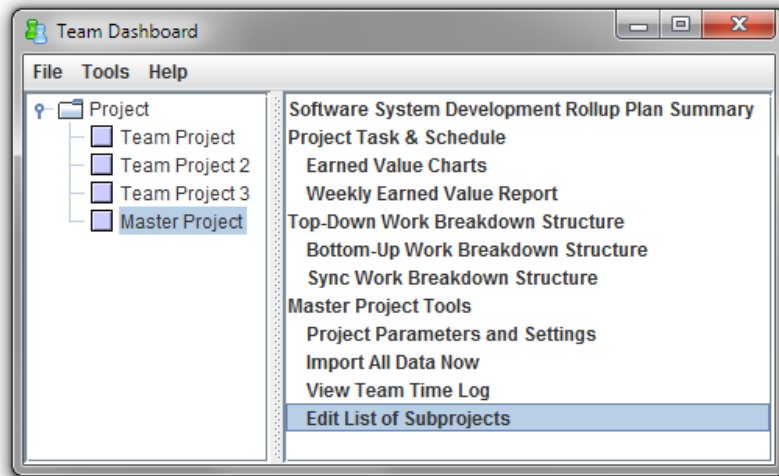 Team Dashboard
File Tools Help
Project
Team Project
Team Project 2
Team Project 3
Master Project
Software System Development Rollup Plan Summary
Project Task & Schedule
Earned Value Charts
Weekly Earned Value Report
Top-Down Work Breakdown Structure
Bottom-Up Work Breakdown Structure
Sync Work Breakdown Structure
Master Project Tools
Project Parameters and Settings
Import All Data Now
View Team Time Log
Edit List of Subprojects